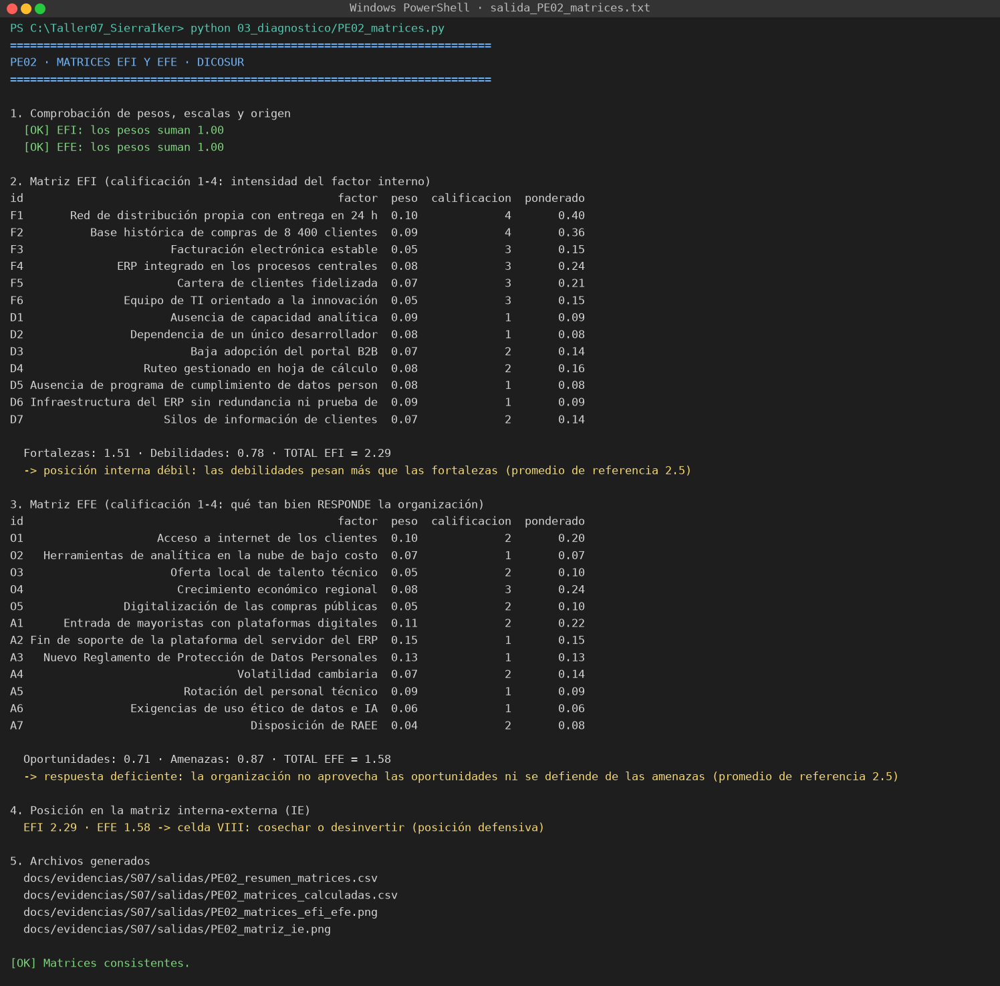 Windows PowerShell · salida_PE02_matrices.txt
PS C:\Taller07_SierraIker> python 03_diagnostico/PE02_matrices.py
========================================================================
PE02 · MATRICES EFI Y EFE · DICOSUR
========================================================================
1. Comprobación de pesos, escalas y origen
[OK] EFI: los pesos suman 1.00
[OK] EFE: los pesos suman 1.00
2. Matriz EFI (calificación 1-4: intensidad del factor interno)
id factor peso calificacion ponderado
F1 Red de distribución propia con entrega en 24 h 0.10 4 0.40
F2 Base histórica de compras de 8 400 clientes 0.09 4 0.36
F3 Facturación electrónica estable 0.05 3 0.15
F4 ERP integrado en los procesos centrales 0.08 3 0.24
F5 Cartera de clientes fidelizada 0.07 3 0.21
F6 Equipo de TI orientado a la innovación 0.05 3 0.15
D1 Ausencia de capacidad analítica 0.09 1 0.09
D2 Dependencia de un único desarrollador 0.08 1 0.08
D3 Baja adopción del portal B2B 0.07 2 0.14
D4 Ruteo gestionado en hoja de cálculo 0.08 2 0.16
D5 Ausencia de programa de cumplimiento de datos person 0.08 1 0.08
D6 Infraestructura del ERP sin redundancia ni prueba de 0.09 1 0.09
D7 Silos de información de clientes 0.07 2 0.14
Fortalezas: 1.51 · Debilidades: 0.78 · TOTAL EFI = 2.29
-> posición interna débil: las debilidades pesan más que las fortalezas (promedio de referencia 2.5)
3. Matriz EFE (calificación 1-4: qué tan bien RESPONDE la organización)
id factor peso calificacion ponderado
O1 Acceso a internet de los clientes 0.10 2 0.20
O2 Herramientas de analítica en la nube de bajo costo 0.07 1 0.07
O3 Oferta local de talento técnico 0.05 2 0.10
O4 Crecimiento económico regional 0.08 3 0.24
O5 Digitalización de las compras públicas 0.05 2 0.10
A1 Entrada de mayoristas con plataformas digitales 0.11 2 0.22
A2 Fin de soporte de la plataforma del servidor del ERP 0.15 1 0.15
A3 Nuevo Reglamento de Protección de Datos Personales 0.13 1 0.13
A4 Volatilidad cambiaria 0.07 2 0.14
A5 Rotación del personal técnico 0.09 1 0.09
A6 Exigencias de uso ético de datos e IA 0.06 1 0.06
A7 Disposición de RAEE 0.04 2 0.08
Oportunidades: 0.71 · Amenazas: 0.87 · TOTAL EFE = 1.58
-> respuesta deficiente: la organización no aprovecha las oportunidades ni se defiende de las amenazas (promedio de referencia 2.5)
4. Posición en la matriz interna-externa (IE)
EFI 2.29 · EFE 1.58 -> celda VIII: cosechar o desinvertir (posición defensiva)
5. Archivos generados
docs/evidencias/S07/salidas/PE02_resumen_matrices.csv
docs/evidencias/S07/salidas/PE02_matrices_calculadas.csv
docs/evidencias/S07/salidas/PE02_matrices_efi_efe.png
docs/evidencias/S07/salidas/PE02_matriz_ie.png
[OK] Matrices consistentes.